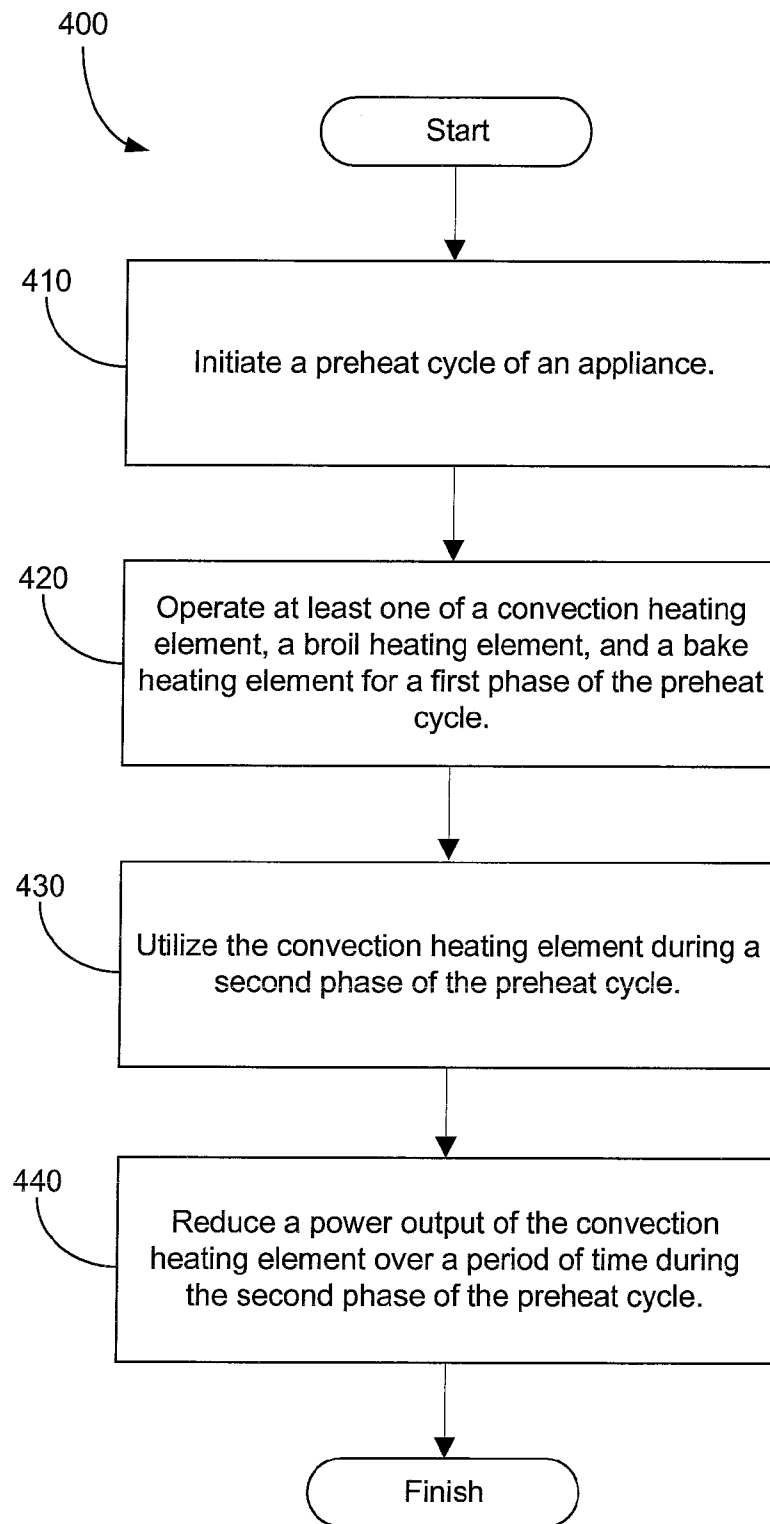 400
Start
410
Initiate a preheat cycle of an appliance.
420
Operate at least one of a convection heating
element, a broil heating element, and a bake
heating element for a first phase of the preheat
cycle.
430
Utilize the convection heating element during a
second phase of the preheat cycle.
440
Reduce a power output of the convection
heating element over a period of time during
the second phase of the preheat cycle.
Finish